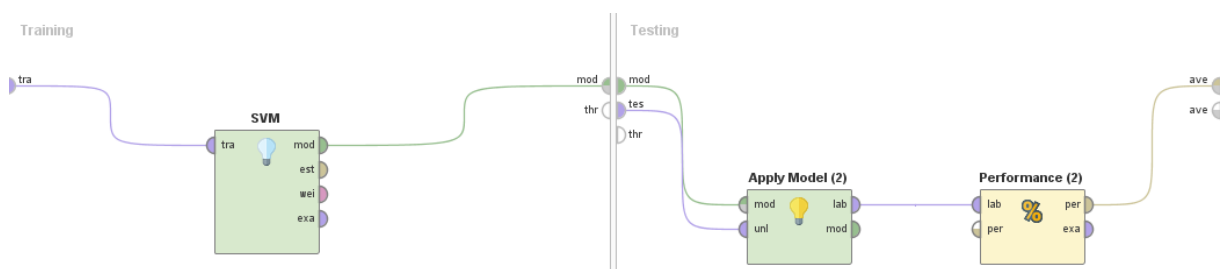 Training
Testing
tra
mod
mod
ave
thr
tes
ave
thr
SVM
tra
mod
est
wei
exa
Apply Model (2)
Performance (2)
mod
lab
lab
per
unl
mod
per
exa
%